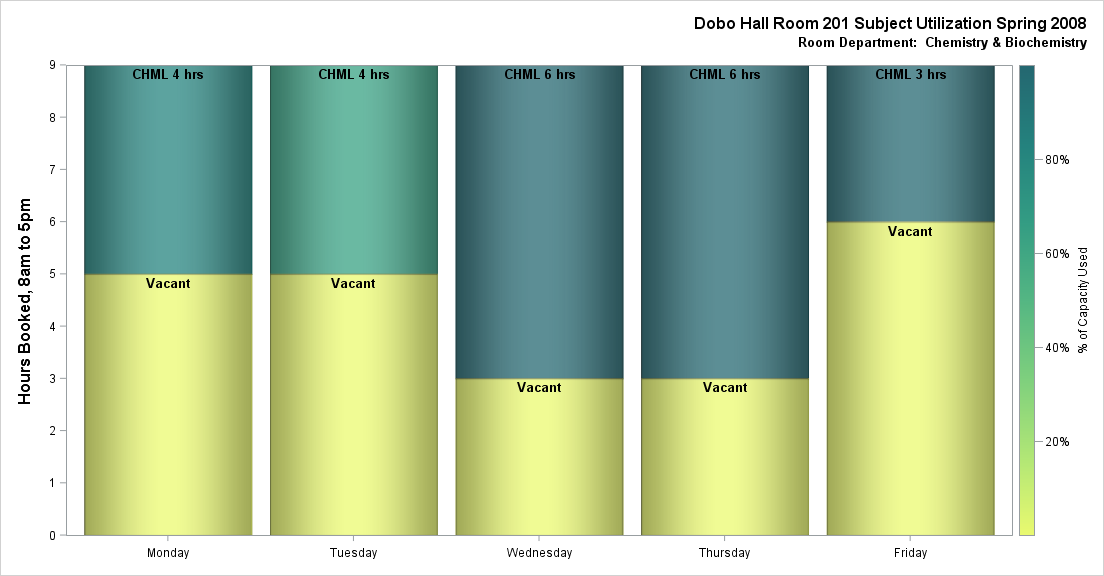 Dobo Hall Room 201 Subject Utilization Spring 2008
Room Department:  Chemistry & Biochemistry
Hours Booked, 8am to 5pm
9
8
7
6
5
4
3
2
1
0
CHML 4 hrs
Vacant
CHML 4 hrs
Vacant
CHML 6 hrs
Vacant
CHML 6 hrs
Vacant
CHML 3 hrs
Vacant
Monday
Tuesday
Wednesday
Thursday
Friday
80%
60%
40%
20%
% of Capacity Used